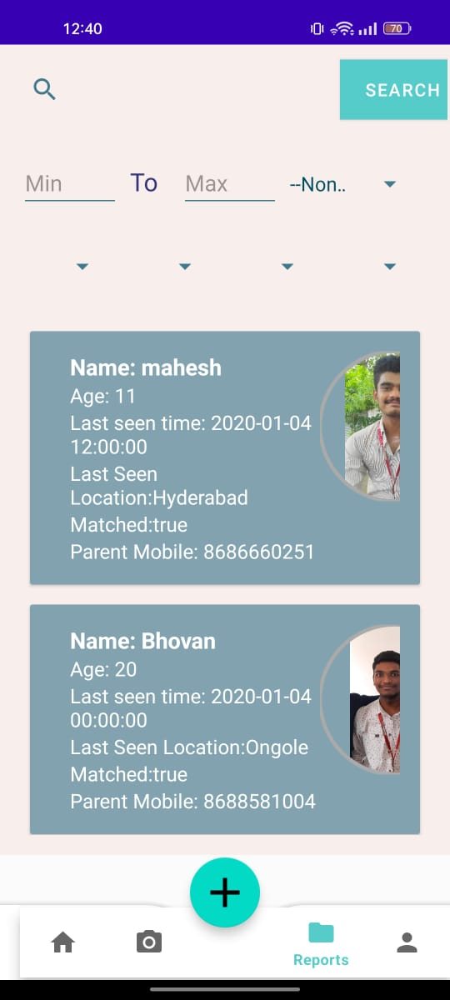 12:40
70
SEARCH
Min To Max --Non..
Name: mahesh
Age: 11
Last seen time: 2020-01-04
12:00:00
Last Seen
Location:Hyderabad
Matched:true
Parent Mobile: 8686660251
Name: Bhovan
Age: 20
Last seen time: 2020-01-04
00:00:00
Last Seen Location:Ongole
Matched:true
Parent Mobile: 8688581004
Reports